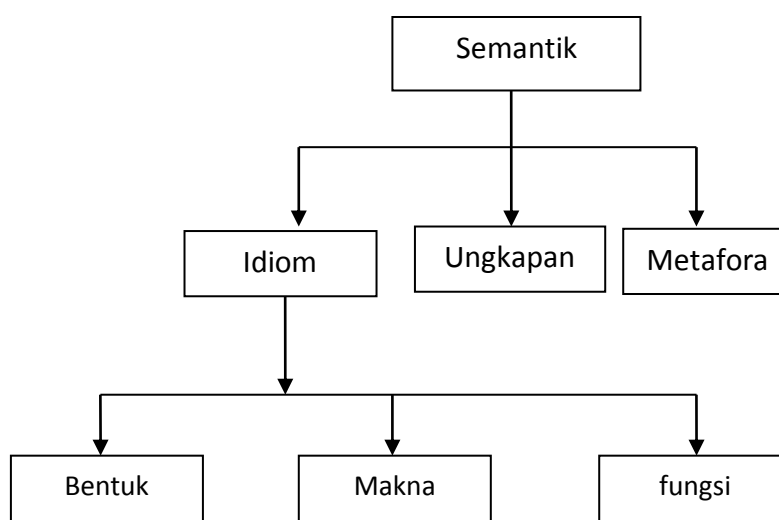 Semantik
Idiom
Ungkapan
Metafora
Bentuk
Makna
fungsi